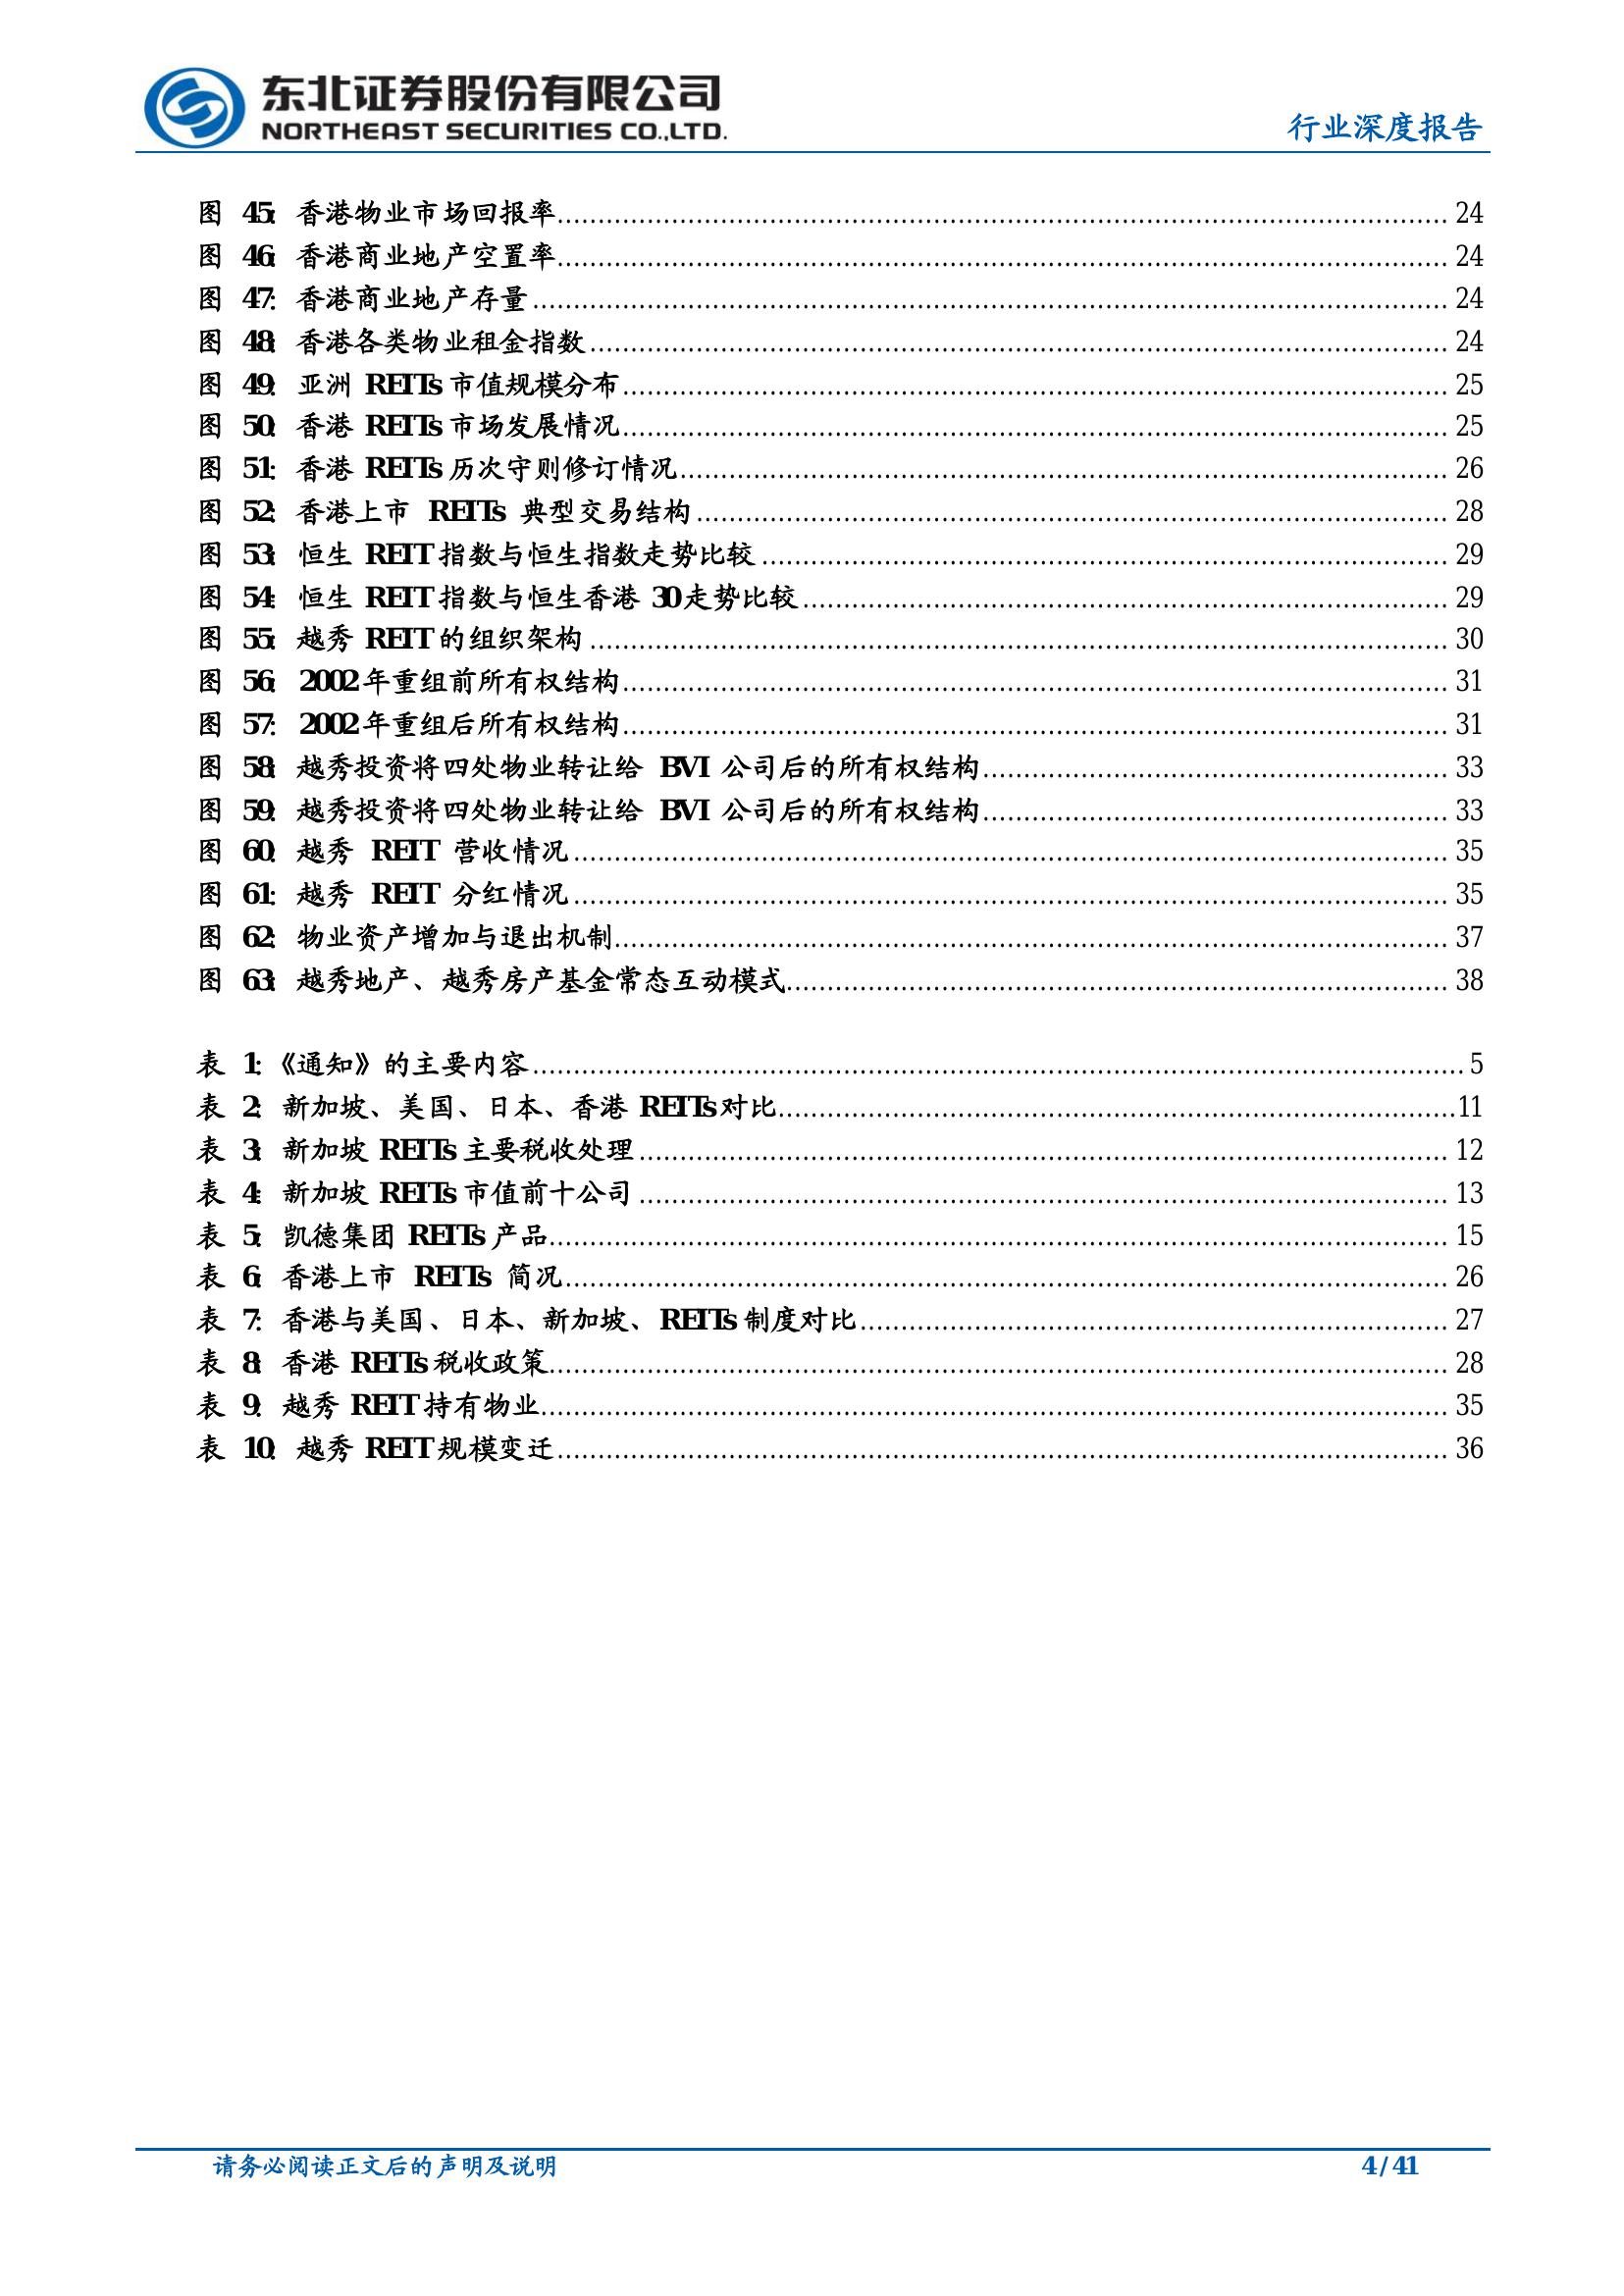 东北证券股份有限公司
NORTHEAST SECURITIES CO.,LTD.
行业深度报告
图 45: 香港物业市场回报率 24
图 46: 香港商业地产空置率 24
图 47: 香港商业地产存量 24
图 48: 香港各类物业租金指数 24
图 49: 亚洲 REITs 市值规模分布 25
图 50: 香港 REITs 市场发展情况 25
图 51: 香港 REITs 历次守则修订情况 26
图 52: 香港上市 REITs 典型交易结构 28
图 53: 恒生 REIT 指数与恒生指数走势比较 29
图 54: 恒生 REIT 指数与恒生香港 30 走势比较 29
图 55: 越秀 REIT 的组织架构 30
图 56: 2002 年重组前所有权结构 31
图 57: 2002 年重组后所有权结构 31
图 58: 越秀投资将四处物业转让给 BVI 公司后的所有权结构 33
图 59: 越秀投资将四处物业转让给 BVI 公司后的所有权结构 33
图 60: 越秀 REIT 营收情况 35
图 61: 越秀 REIT 分红情况 35
图 62: 物业资产增加与退出机制 37
图 63: 越秀地产、越秀房产基金常态互动模式 38
表 1:《通知》的主要内容 5
表 2: 新加坡、美国、日本、香港 REITs 对比 11
表 3: 新加坡 REITs 主要税收处理 12
表 4: 新加坡 REITs 市值前十公司 13
表 5: 凯德集团 REITs 产品 15
表 6: 香港上市 REITs 简况 26
表 7: 香港与美国、日本、新加坡、REITs 制度对比 27
表 8: 香港 REITs 税收政策 28
表 9: 越秀 REIT 持有物业 35
表 10: 越秀 REIT 规模变迁 36
请务必阅读正文后的声明及说明
4 / 41